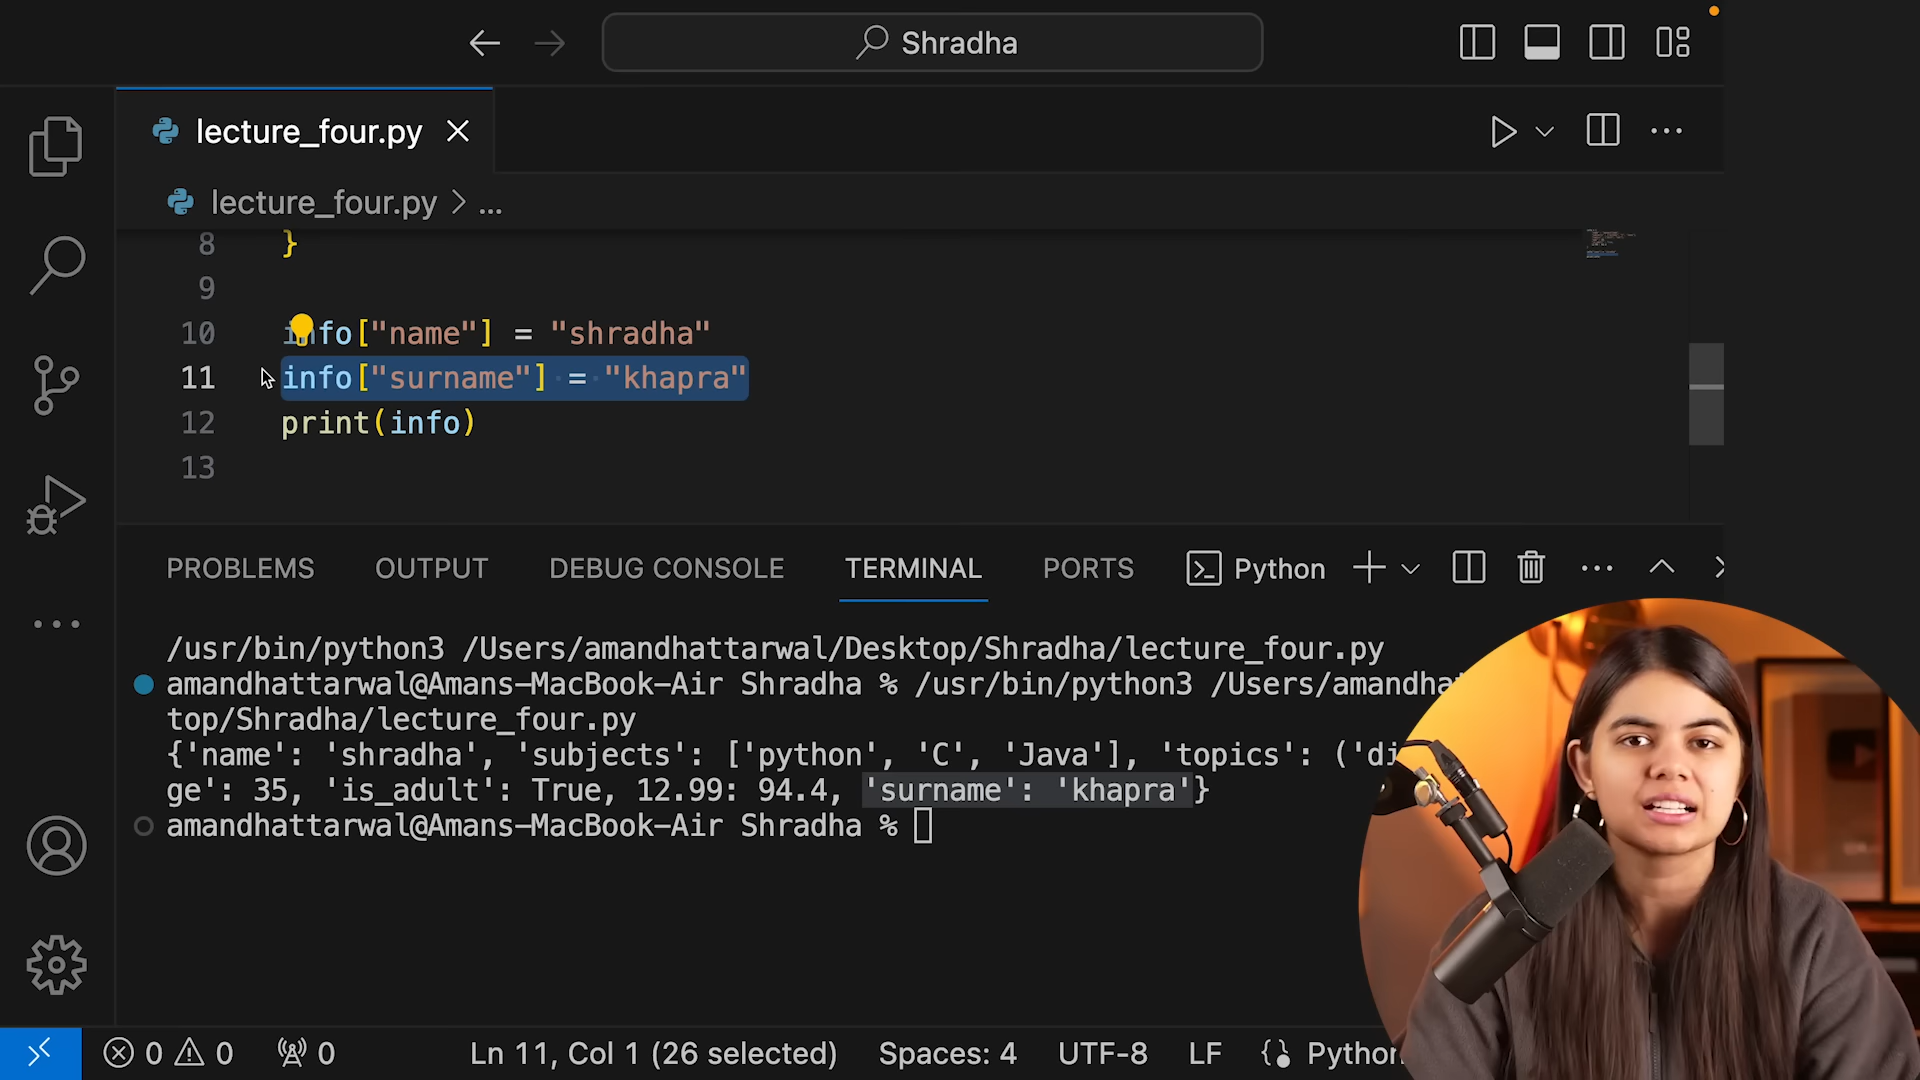 Shradha
lecture_four.py
lecture_four.py > ...
8 }
9
10 info["name"] = "shradha"
11 info["surname"] = "khapra"
12 print(info)
13
PROBLEMS OUTPUT DEBUG CONSOLE TERMINAL PORTS Python
/usr/bin/python3 /Users/amandhattarwal/Desktop/Shradha/lecture_four.py
amandhattarwal@Amans-MacBook-Air Shradha % /usr/bin/python3 /Users/amandha
top/Shradha/lecture_four.py
{'name': 'shradha', 'subjects': ['python', 'C', 'Java'], 'topics': ('di
ge': 35, 'is_adult': True, 12.99: 94.4, 'surname': 'khapra'}
amandhattarwal@Amans-MacBook-Air Shradha %
0 0 0 Ln 11, Col 1 (26 selected) Spaces: 4 UTF-8 LF Python